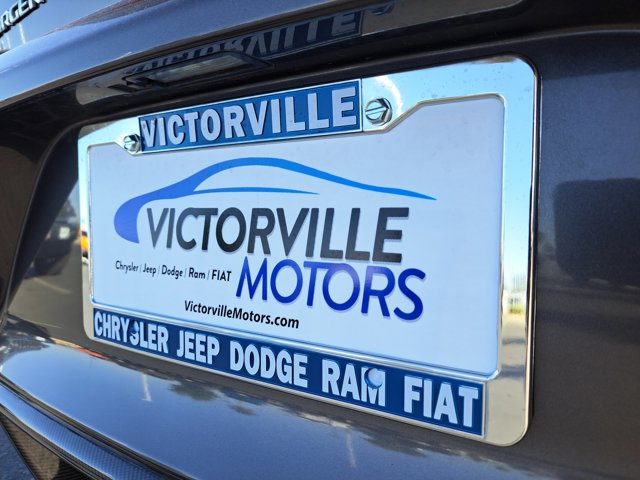 VICTORVILLE
VICTORVILLE
MOTORS
Chrysler | Jeep | Dodge | Ram | FIAT
VictorvilleMotors.com
CHRYSLER JEEP DODGE RAM FIAT